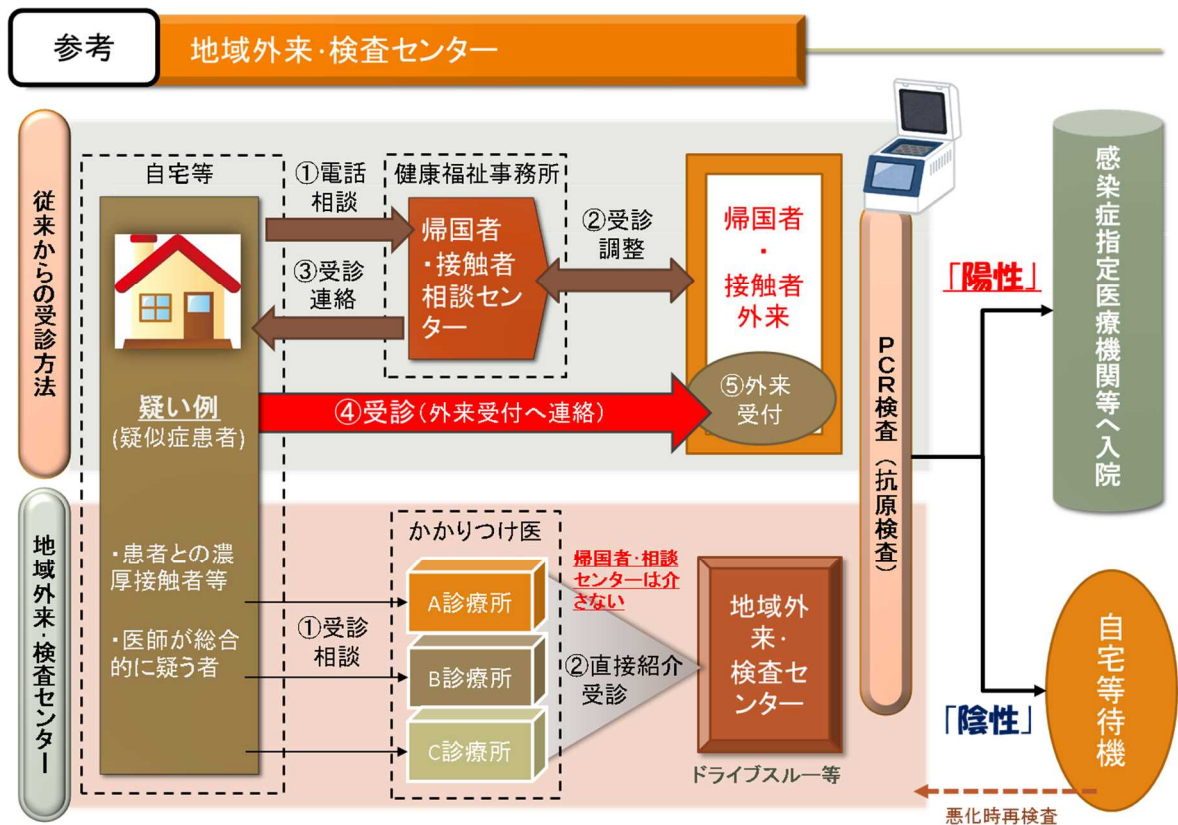 参考
地域外来・検査センター
従来からの受診方法
自宅等
疑い例
(疑似症患者)
・患者との濃
厚接触者等
・医師が総合
的に疑う者
①電話
相談
③受診
連絡
健康福祉事務所
帰国者
・接触者
相談セン
ター
②受診
調整
帰国者
・
接触者
外来
④受診(外来受付へ連絡)
⑤外来
受付
地域外来・検査センター
①受診
相談
かかりつけ医
A診療所
B診療所
C診療所
帰国者・相談
センターは介
さない
②直接紹介
受診
地域外
来・
検査セ
ンター
ドライブスルー等
PCR検査(抗原検査)
「陽性」
感染症指定医療機関等へ入院
「陰性」
自宅等待機
悪化時再検査